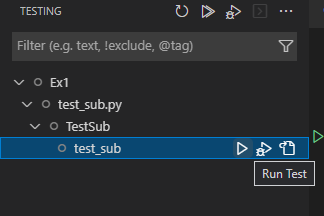 TESTING
Filter (e.g. text, !exclude, @tag)
Ex1
test_sub.py
TestSub
test_sub
Run Test